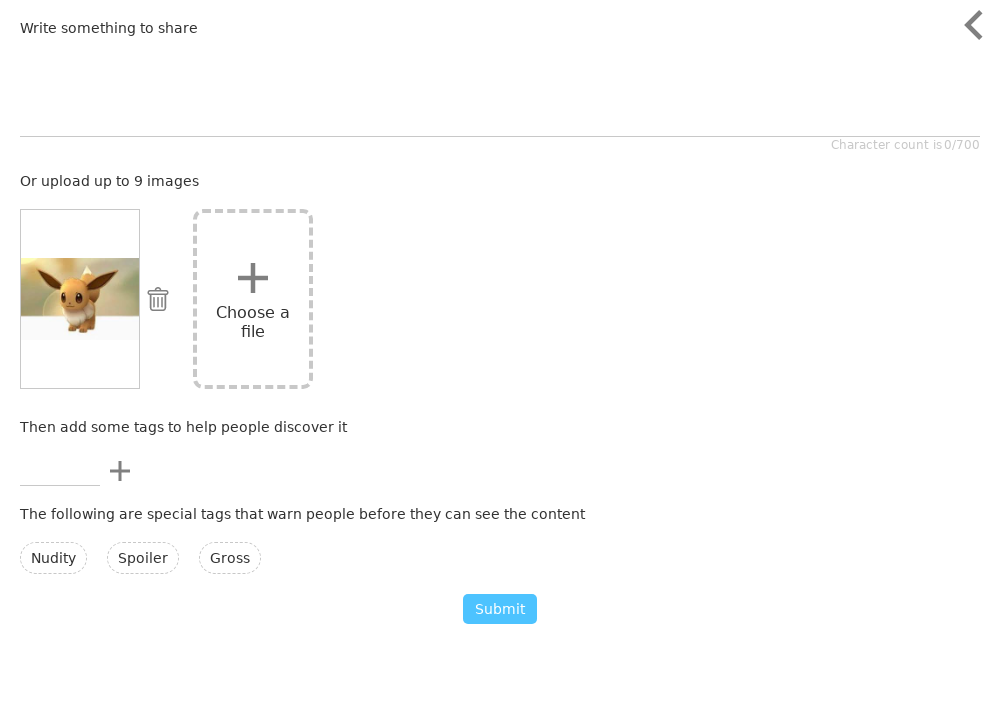 Write something to share
Character count is 0/700
Or upload up to 9 images
Choose a
file
Then add some tags to help people discover it
The following are special tags that warn people before they can see the content
Nudity Spoiler Gross
Submit